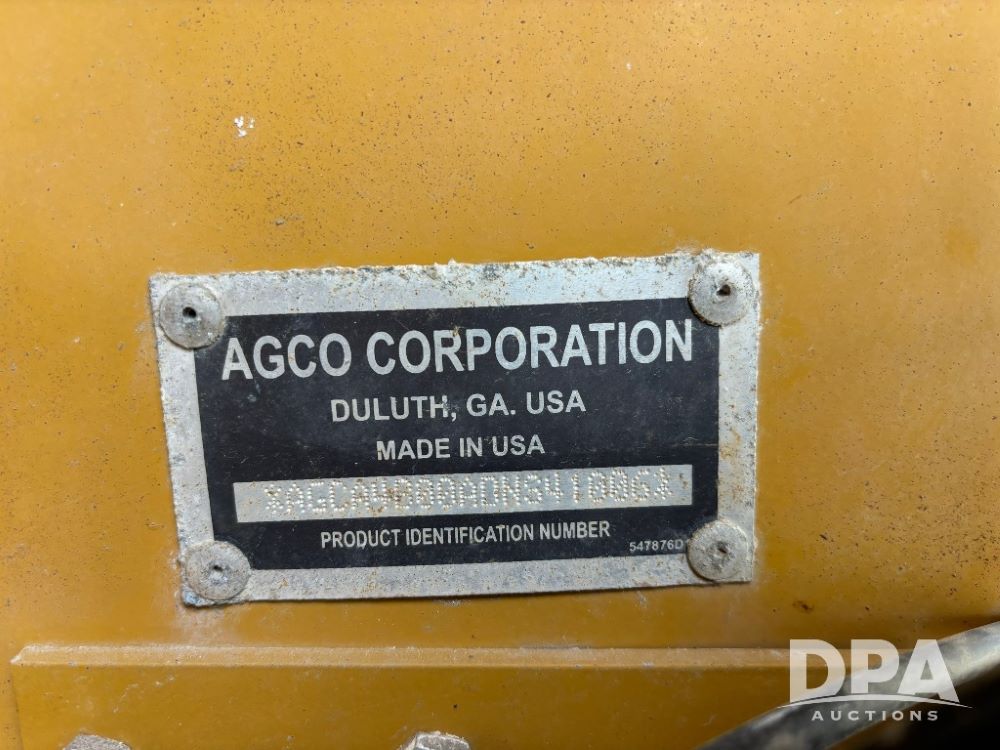 AGCO CORPORATION
DULUTH, GA. USA
MADE IN USA
PRODUCT IDENTIFICATION NUMBER
547876D
DPA
AUCTIONS